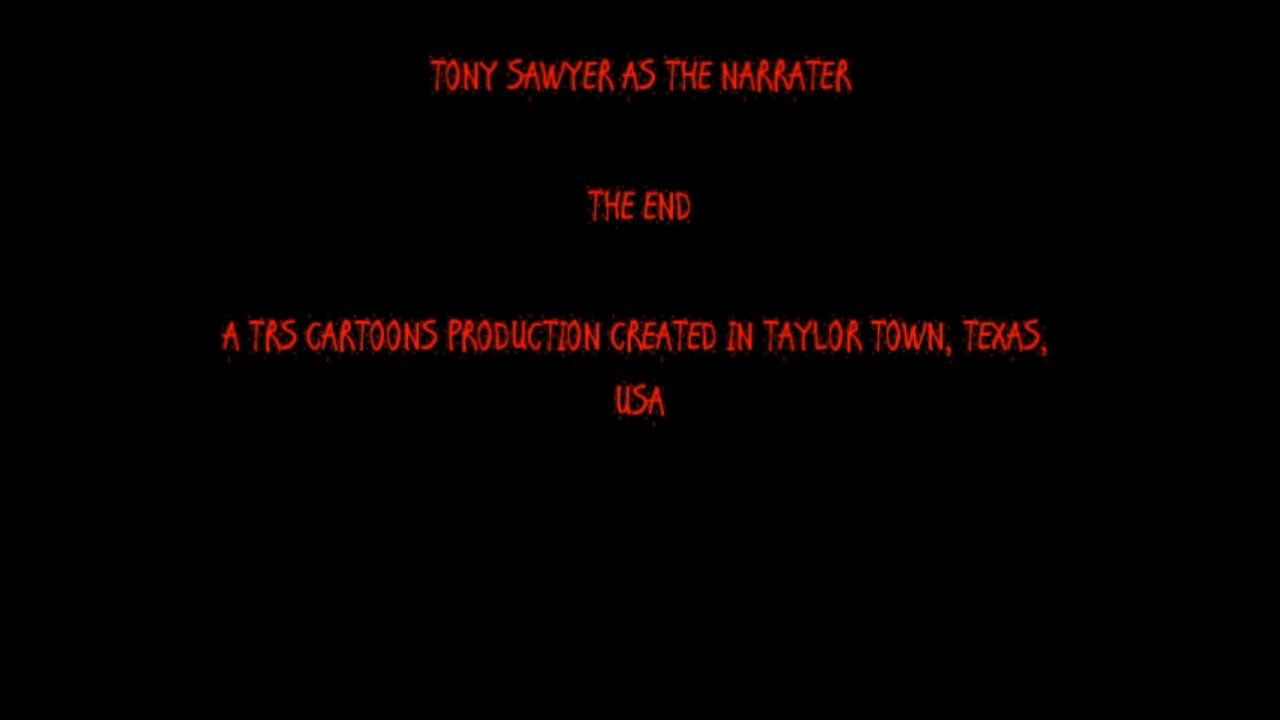 TONY SAWYER AS THE NARRATER
THE END
A TRS CARTOONS PRODUCTION CREATED IN TAYLOR TOWN, TEXAS,
USA